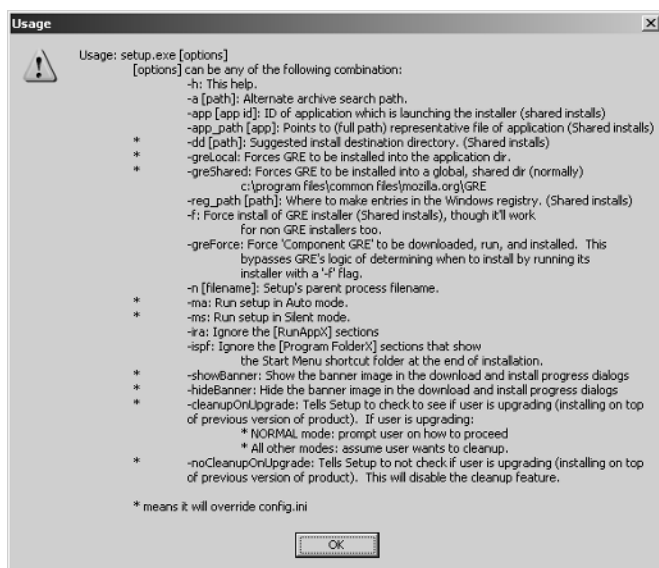 Usage
Usage: setup.exe [options]
[options] can be any of the following combination:
-h: This help.
-a [path]: Alternate archive search path.
-app [app id]: ID of application which is launching the installer (shared installs)
-app_path [app]: Points to (full path) representative file of application (Shared installs)
* -dd [path]: Suggested install destination directory. (Shared installs)
* -greLocal: Forces GRE to be installed into the application dir.
* -greShared: Forces GRE to be installed into a global, shared dir (normally)
c:\program files\common files\mozilla.org\GRE
-reg_path [path]: Where to make entries in the Windows registry. (Shared installs)
-f: Force install of GRE installer (Shared installs), though it'll work
for non GRE installers too.
-greForce: Force 'Component GRE' to be downloaded, run, and installed. This
bypasses GRE's logic of determining when to install by running its
installer with a '-f' flag.
-n [filename]: Setup's parent process filename.
* -ma: Run setup in Auto mode.
* -ms: Run setup in Silent mode.
-ira: Ignore the [RunAppX] sections
-ispf: Ignore the [Program FolderX] sections that show
the Start Menu shortcut folder at the end of installation.
* -showBanner: Show the banner image in the download and install progress dialogs
* -hideBanner: Hide the banner image in the download and install progress dialogs
* -cleanupOnUpgrade: Tells Setup to check to see if user is upgrading (installing on top
of previous version of product). If user is upgrading:
* NORMAL mode: prompt user on how to proceed
* All other modes: assume user wants to cleanup.
* -noCleanupOnUpgrade: Tells Setup to not check if user is upgrading (installing on top
of previous version of product). This will disable the cleanup feature.
* means it will override config.ini
OK